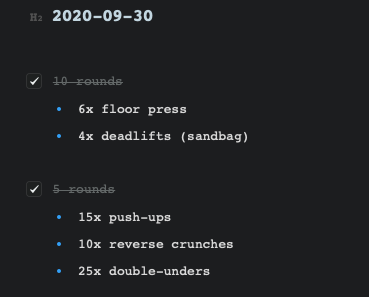 H2 2020-09-30
10 rounds
6x floor press
4x deadlifts (sandbag)
5 rounds
15x push-ups
10x reverse crunches
25x double-unders